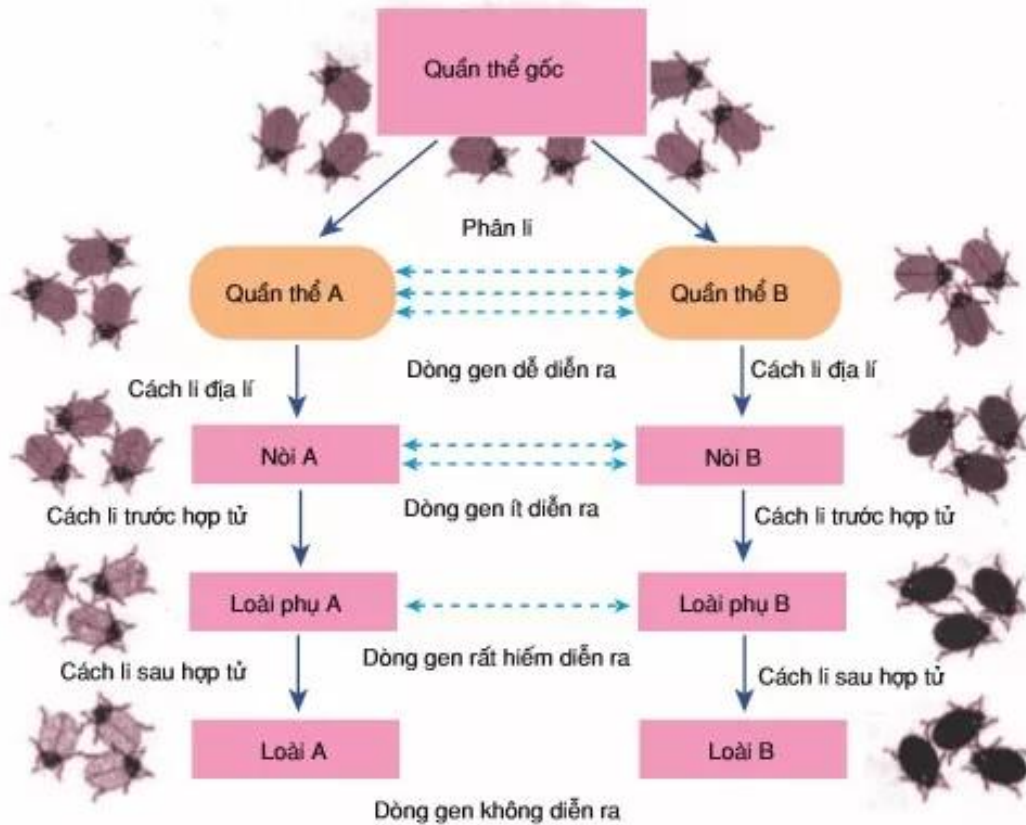 Quần thể gốc
Phân li
Quần thể A
Quần thể B
Dòng gen dễ diễn ra
Cách li địa lí
Cách li địa lí
Nòi A
Nòi B
Dòng gen ít diễn ra
Cách li trước hợp tử
Cách li trước hợp tử
Loài phụ A
Loài phụ B
Dòng gen rất hiếm diễn ra
Cách li sau hợp tử
Cách li sau hợp tử
Loài A
Loài B
Dòng gen không diễn ra